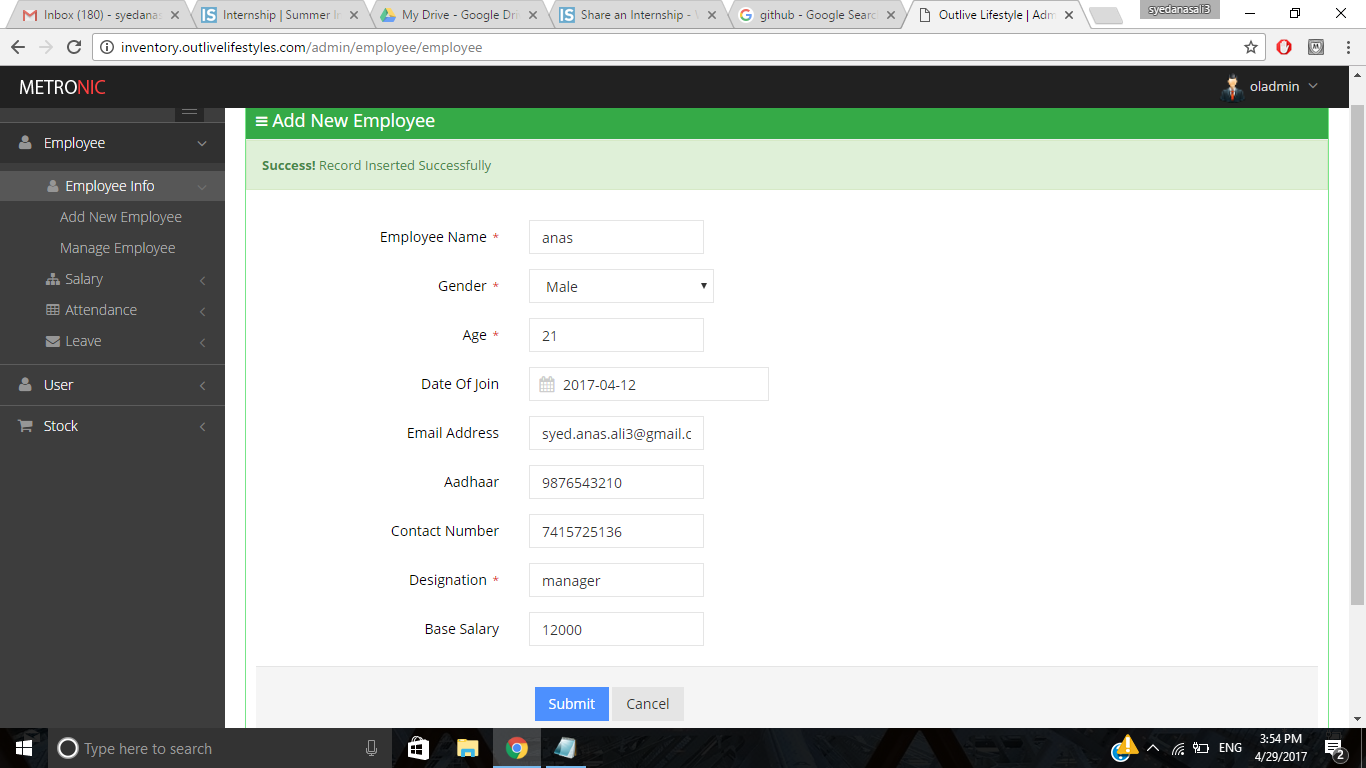 Inbox (180) - syedanas
Internship | Summer In
My Drive - Google Dri
Share an Internship - V
github - Google Searc
Outlive Lifestyle | Adm
syedanasali3
inventory.outlivelifestyles.com/admin/employee/employee
METRONIC
oladmin
Employee
Employee Info
Add New Employee
Manage Employee
Salary
Attendance
Leave
User
Stock
Add New Employee
Success! Record Inserted Successfully
Employee Name * anas
Gender * Male
Age * 21
Date Of Join 2017-04-12
Email Address syed.anas.ali3@gmail.c
Aadhaar 9876543210
Contact Number 7415725136
Designation * manager
Base Salary 12000
Submit Cancel
Type here to search
ENG
3:54 PM
4/29/2017
2